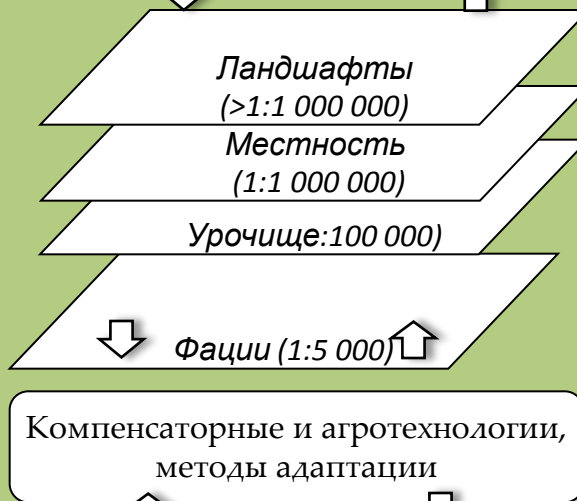 Ландшафты
(>1:1 000 000)
Местность
(1:1 000 000)
Урочище:100 000)
Фации (1:5 000)
Компенсаторные и агротехнологии,
методы адаптации